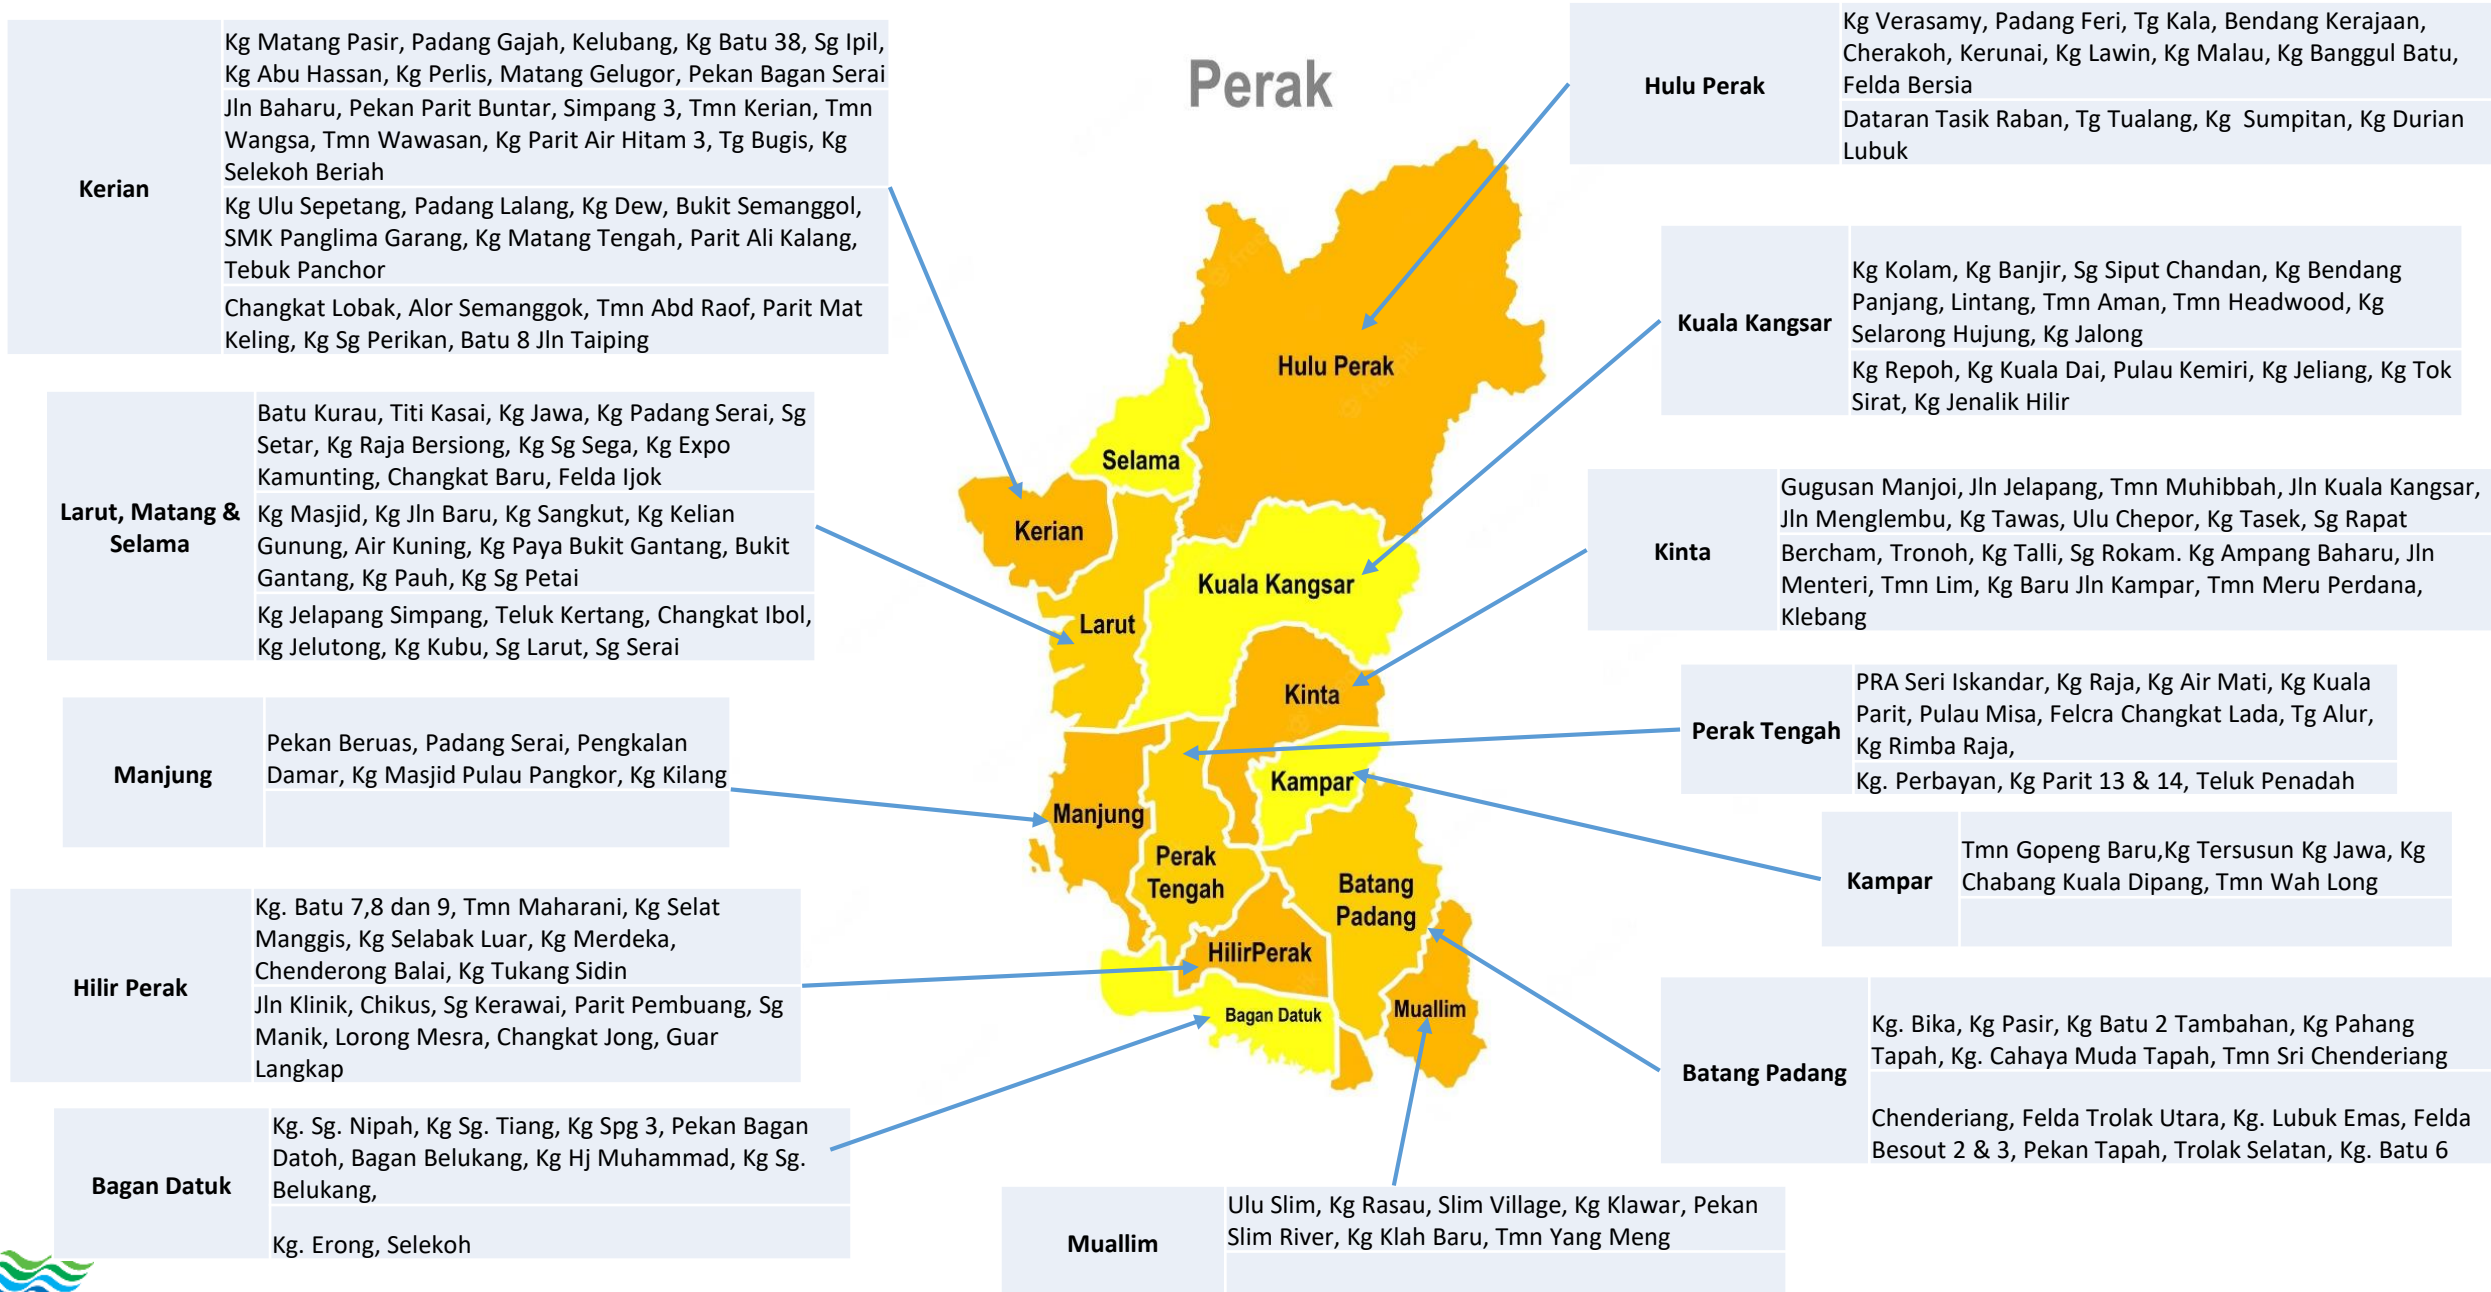 Perak
Kerian
Kg Matang Pasir, Padang Gajah, Kelubang, Kg Batu 38, Sg Ipil,
Kg Abu Hassan, Kg Perlis, Matang Gelugor, Pekan Bagan Serai
Jln Baharu, Pekan Parit Buntar, Simpang 3, Tmn Kerian, Tmn
Wangsa, Tmn Wawasan, Kg Parit Air Hitam 3, Tg Bugis, Kg
Selekoh Beriah
Kg Ulu Sepetang, Padang Lalang, Kg Dew, Bukit Semanggol,
SMK Panglima Garang, Kg Matang Tengah, Parit Ali Kalang,
Tebuk Panchor
Changkat Lobak, Alor Semanggok, Tmn Abd Raof, Parit Mat
Keling, Kg Sg Perikan, Batu 8 Jln Taiping
Larut, Matang &
Selama
Batu Kurau, Titi Kasai, Kg Jawa, Kg Padang Serai, Sg
Setar, Kg Raja Bersiong, Kg Sg Sega, Kg Expo
Kamunting, Changkat Baru, Felda Ijok
Kg Masjid, Kg Jln Baru, Kg Sangkut, Kg Kelian
Gunung, Air Kuning, Kg Paya Bukit Gantang, Bukit
Gantang, Kg Pauh, Kg Sg Petai
Kg Jelapang Simpang, Teluk Kertang, Changkat Ibol,
Kg Jelutong, Kg Kubu, Sg Larut, Sg Serai
Manjung
Pekan Beruas, Padang Serai, Pengkalan
Damar, Kg Masjid Pulau Pangkor, Kg Kilang
Hilir Perak
Kg. Batu 7,8 dan 9, Tmn Maharani, Kg Selat
Manggis, Kg Selabak Luar, Kg Merdeka,
Chenderong Balai, Kg Tukang Sidin
Jln Klinik, Chikus, Sg Kerawai, Parit Pembuang, Sg
Manik, Lorong Mesra, Changkat Jong, Guar
Langkap
Bagan Datuk
Kg. Sg. Nipah, Kg Sg. Tiang, Kg Spg 3, Pekan Bagan
Datoh, Bagan Belukang, Kg Hj Muhammad, Kg Sg.
Belukang,
Kg. Erong, Selekoh
Hulu Perak
Selama
Kerian
Kuala Kangsar
Larut
Kinta
Kampar
Manjung
Perak
Tengah
Batang
Padang
HilirPerak
Muallim
Bagan Datuk
Hulu Perak
Kg Verasamy, Padang Feri, Tg Kala, Bendang Kerajaan,
Cherakoh, Kerunai, Kg Lawin, Kg Malau, Kg Banggul Batu,
Felda Bersia
Dataran Tasik Raban, Tg Tualang, Kg Sumpitan, Kg Durian
Lubuk
Kuala Kangsar
Kg Kolam, Kg Banjir, Sg Siput Chandan, Kg Bendang
Panjang, Lintang, Tmn Aman, Tmn Headwood, Kg
Selarong Hujung, Kg Jalong
Kg Repoh, Kg Kuala Dai, Pulau Kemiri, Kg Jeliang, Kg Tok
Sirat, Kg Jenalik Hilir
Kinta
Gugusan Manjoi, Jln Jelapang, Tmn Muhibbah, Jln Kuala Kangsar,
Jln Menglembu, Kg Tawas, Ulu Chepor, Kg Tasek, Sg Rapat
Bercham, Tronoh, Kg Talli, Sg Rokam. Kg Ampang Baharu, Jln
Menteri, Tmn Lim, Kg Baru Jln Kampar, Tmn Meru Perdana,
Klebang
Perak Tengah
PRA Seri Iskandar, Kg Raja, Kg Air Mati, Kg Kuala
Parit, Pulau Misa, Felcra Changkat Lada, Tg Alur,
Kg Rimba Raja,
Kg. Perbayan, Kg Parit 13 & 14, Teluk Penadah
Kampar
Tmn Gopeng Baru,Kg Tersusun Kg Jawa, Kg
Chabang Kuala Dipang, Tmn Wah Long
Batang Padang
Kg. Bika, Kg Pasir, Kg Batu 2 Tambahan, Kg Pahang
Tapah, Kg. Cahaya Muda Tapah, Tmn Sri Chenderiang
Chenderiang, Felda Trolak Utara, Kg. Lubuk Emas, Felda
Besout 2 & 3, Pekan Tapah, Trolak Selatan, Kg. Batu 6
Muallim
Ulu Slim, Kg Rasau, Slim Village, Kg Klawar, Pekan
Slim River, Kg Klah Baru, Tmn Yang Meng